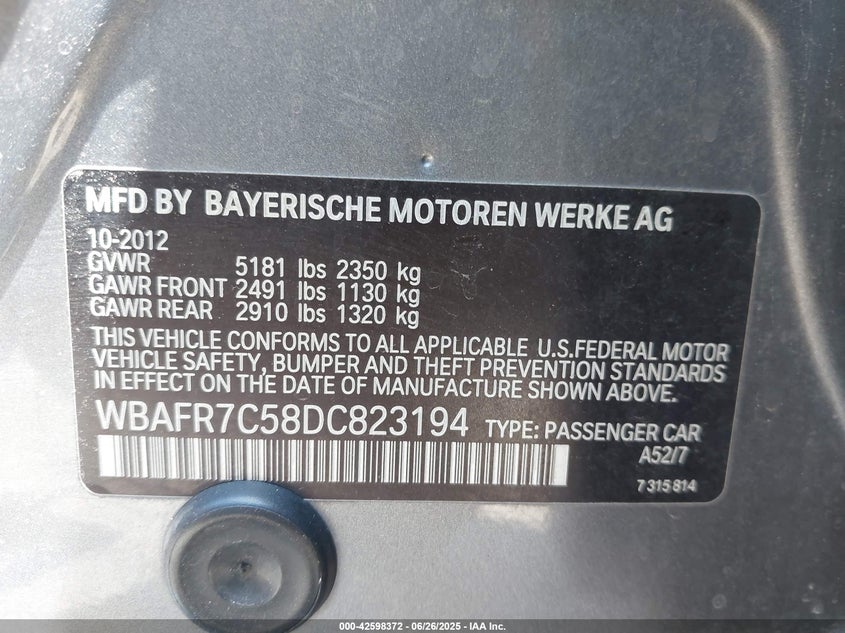 MFD BY BAYERISCHE MOTOREN WERKE AG
10-2012
GVWR 5181 lbs 2350 kg
GAWR FRONT 2491 lbs 1130 kg
GAWR REAR 2910 lbs 1320 kg
THIS VEHICLE CONFORMS TO ALL APPLICABLE U.S.FEDERAL MOTOR
VEHICLE SAFETY, BUMPER AND THEFT PREVENTION STANDARDS
IN EFFECT ON THE DATE OF MANUFACTURE SHOWN ABOVE.
WBAFR7C58DC823194 TYPE: PASSENGER CAR
A52/7
7 315 814
000-42598372 - 06/26/2025 - IAA Inc.